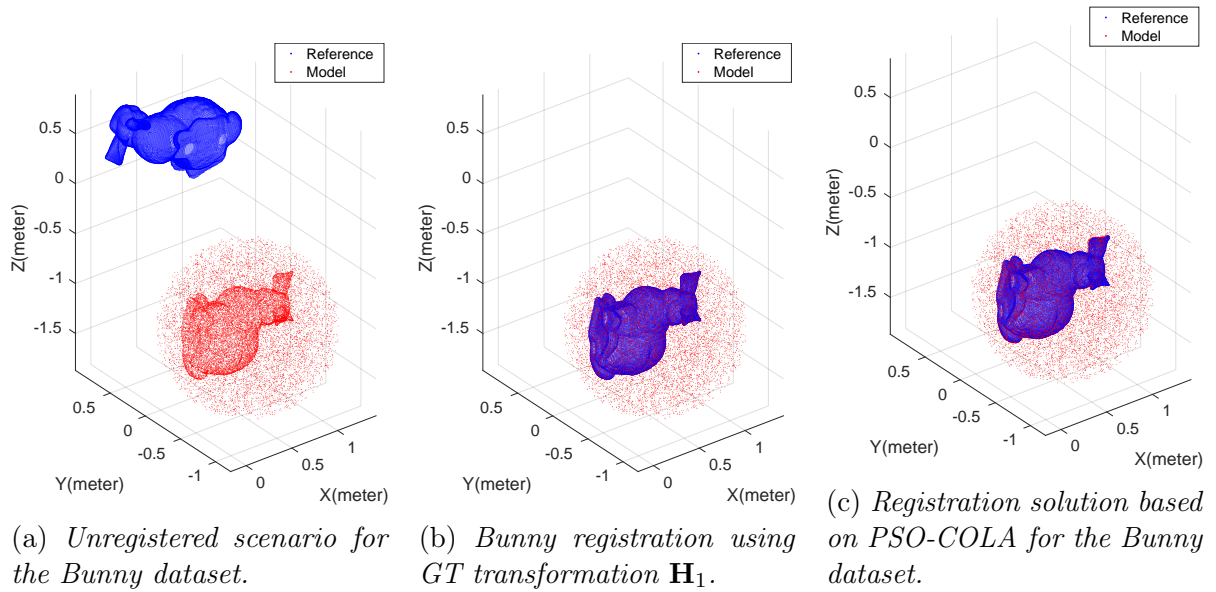 Reference
Model
0.5
0
-0.5
-1
-1.5
Z(meter)
0.5
0
-0.5
-1
Y(meter)
0
0.5
1
X(meter)
(a) Unregistered scenario for
the Bunny dataset.
Reference
Model
0.5
0
-0.5
-1
-1.5
Z(meter)
0.5
0
-0.5
-1
Y(meter)
0
0.5
1
X(meter)
(b) Bunny registration using
GT transformation H₁.
Reference
Model
0.5
0
-0.5
-1
-1.5
Z(meter)
0.5
0
-0.5
-1
Y(meter)
0
0.5
1
X(meter)
(c) Registration solution based
on PSO-COLA for the Bunny
dataset.